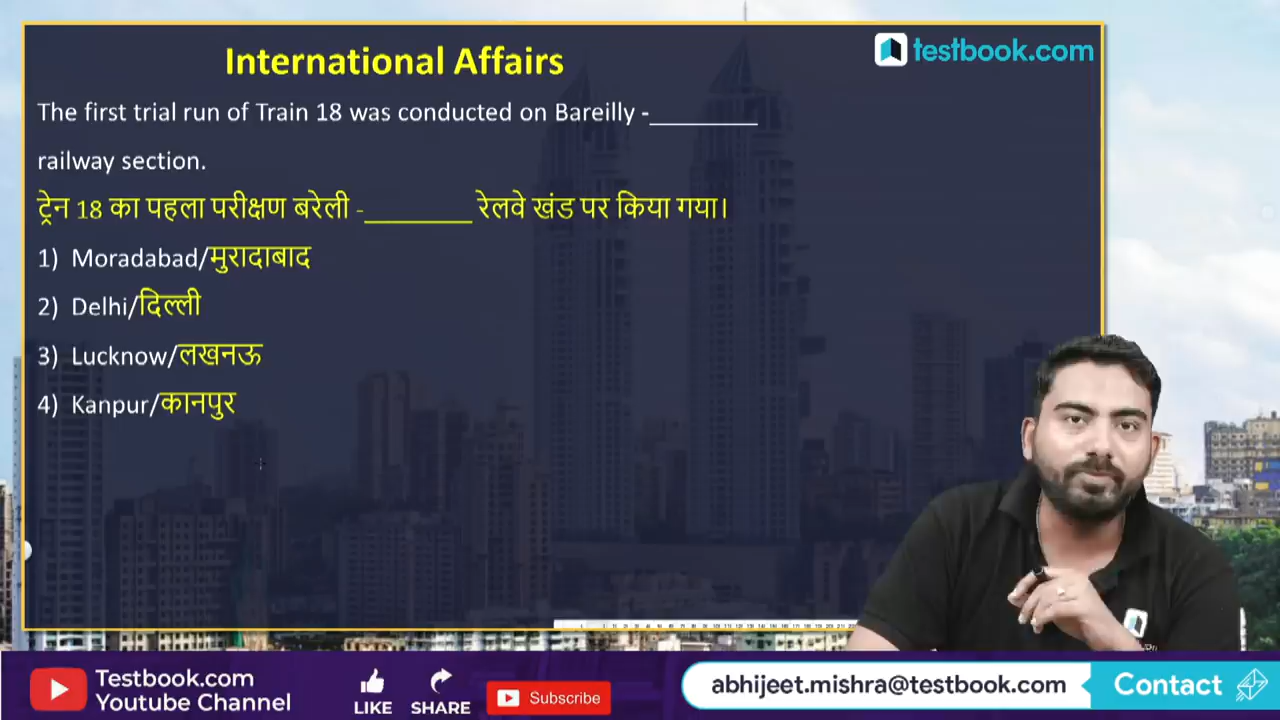 International Affairs
testbook.com
The first trial run of Train 18 was conducted on Bareilly -_________
railway section.
ट्रेन 18 का पहला परीक्षण बरेली -________ रेलवे खंड पर किया गया।
1) Moradabad/मुरादाबाद
2) Delhi/दिल्ली
3) Lucknow/लखनऊ
4) Kanpur/कानपुर
Testbook.com
Youtube Channel
LIKE
SHARE
Subscribe
abhijeet.mishra@testbook.com
Contact